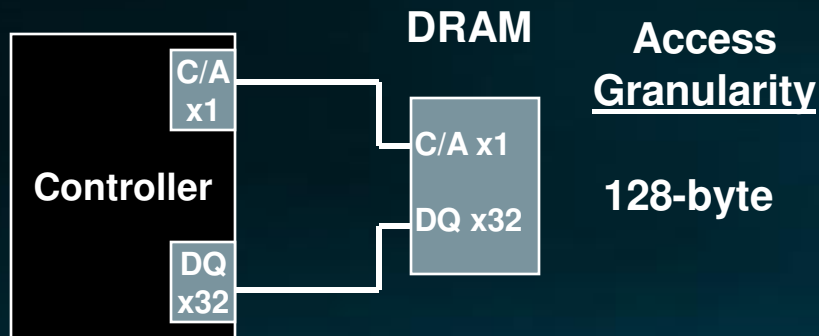 DRAM
Access
Granularity
C/A
x1
C/A x1
Controller
128-byte
DQ x32
DQ
x32